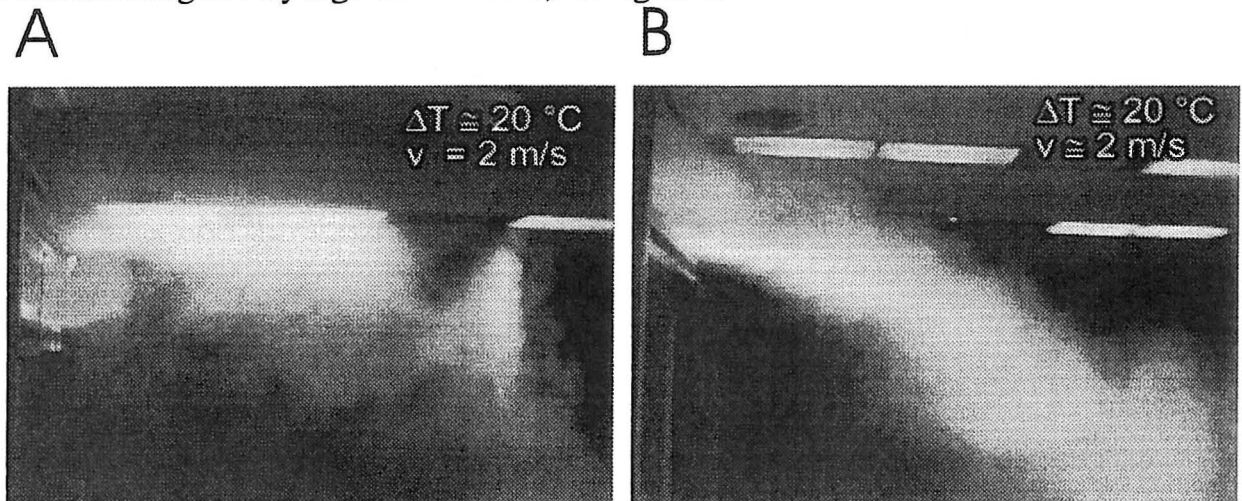 A
B
ΔT ≅ 20 °C
v = 2 m/s
ΔT ≅ 20 °C
v ≅ 2 m/s